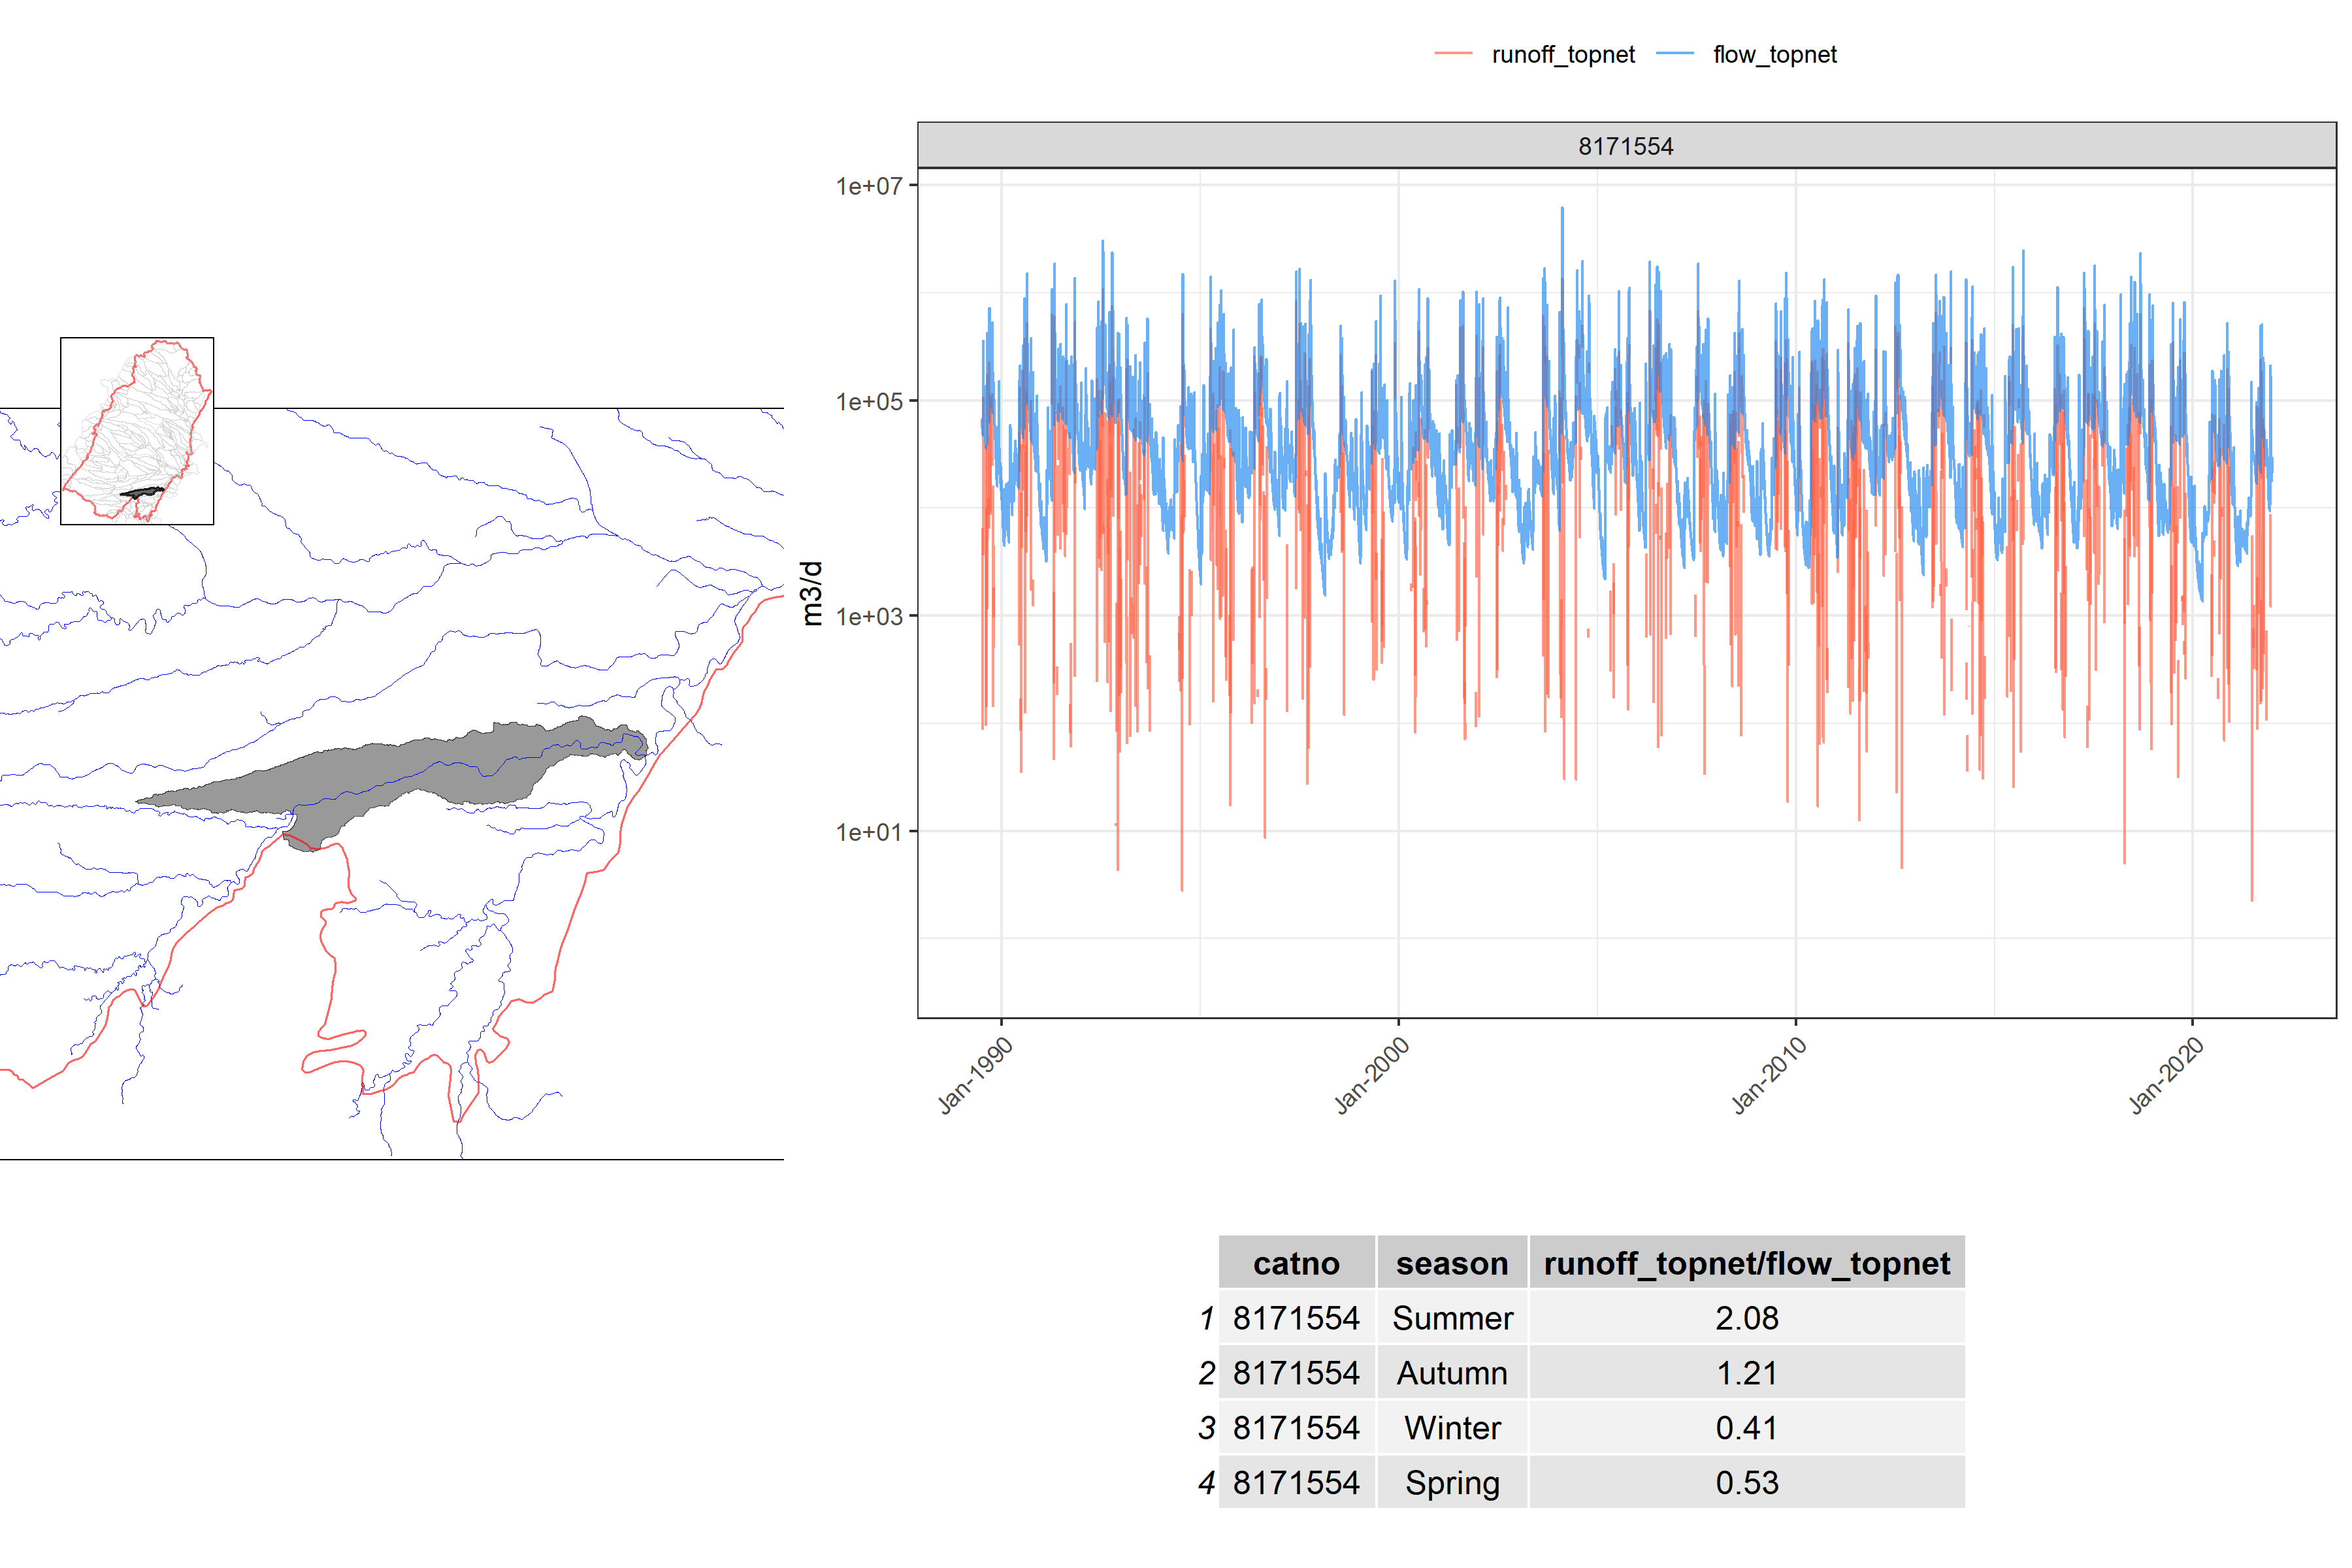 runoff_topnet flow_topnet
8171554
1e+07
1e+05
1e+03
1e+01
m3/d
Jan-1990 Jan-2000 Jan-2010 Jan-2020
catno season runoff_topnet/flow_topnet
1 8171554 Summer 2.08
2 8171554 Autumn 1.21
3 8171554 Winter 0.41
4 8171554 Spring 0.53